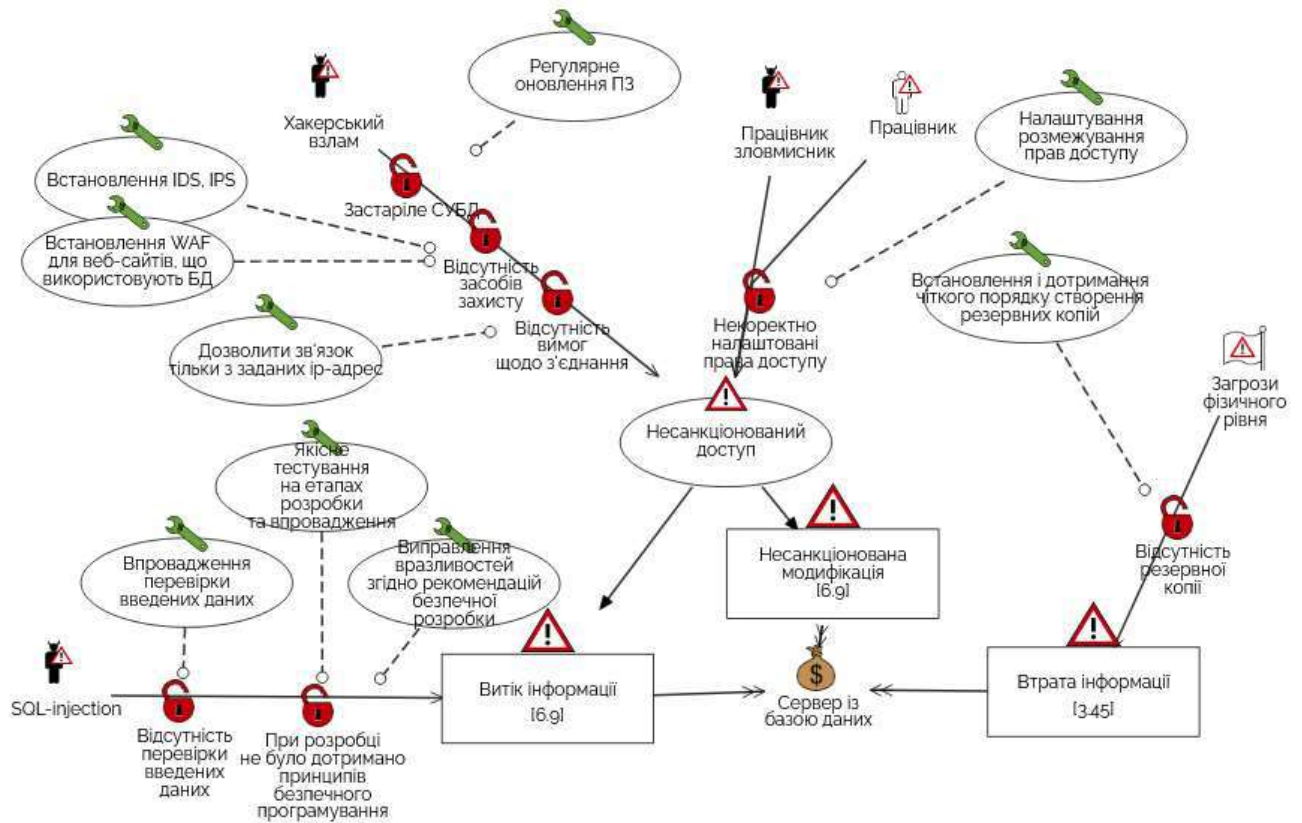 Регулярне
оновлення ПЗ
Хакерський
взлам
Працівник
зловмисник
Працівник
Налаштування
розмежування
прав доступу
Встановлення IDS, IPS
Застаріле СУБД
Встановлення WAF
для веб-сайтів, що
використовують БД
Відсутність
засобів
захисту
Встановлення і дотримання
чіткого порядку створення
резервних копій
Дозволити зв'язок
тільки з заданих ip-адрес
Відсутність
вимог
щодо з'єднання
Некоректно
налаштовані
права доступу
Загрози
фізичного
рівня
Несанкціонований
доступ
Якісне
тестування
на етапах
розробки
та впровадження
Впровадження
перевірки
введених даних
Виправлення
вразливостей
згідно рекомендацій
безпечної
розробки
Несанкціонована
модифікація
[6.9]
Відсутність
резервної
копії
SQL-injection
Витік інформації
[6.9]
$
Сервер із
базою даних
Втрата інформації
[3.45]
Відсутність
перевірки
введених
даних
При розробці
не було дотримано
принципів
безпечного
програмування